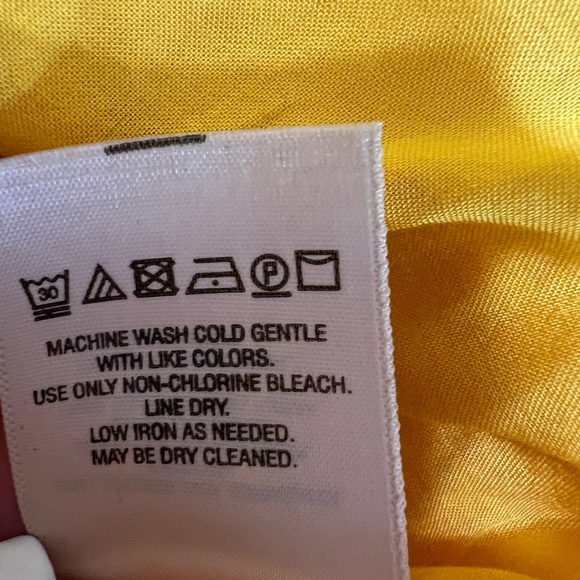 30 P
MACHINE WASH COLD GENTLE
WITH LIKE COLORS.
USE ONLY NON-CHLORINE BLEACH.
LINE DRY.
LOW IRON AS NEEDED.
MAY BE DRY CLEANED.